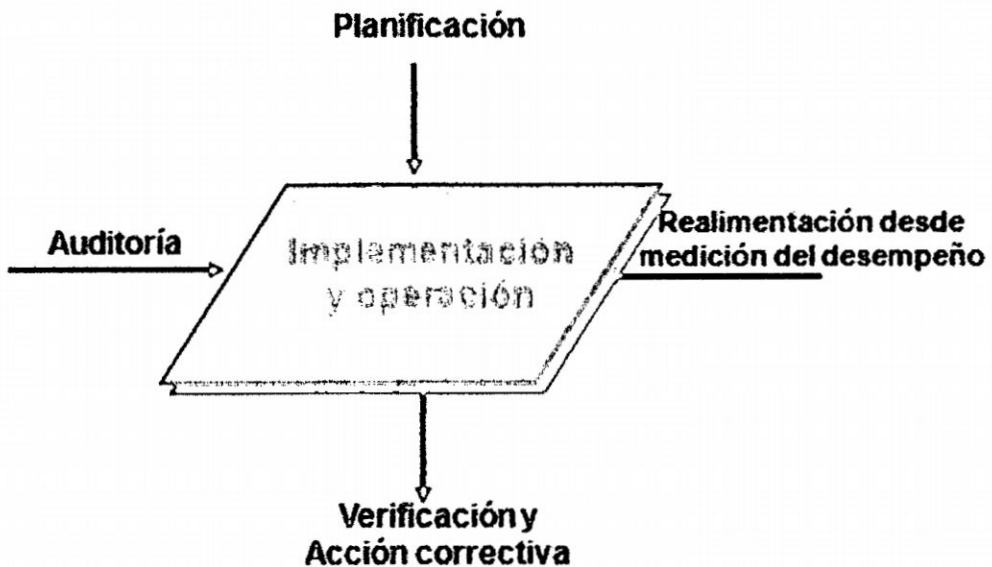 Planificación
Auditoría
Implementación
y operación
Realimentación desde
medición del desempeño
Verificación y
Acción correctiva